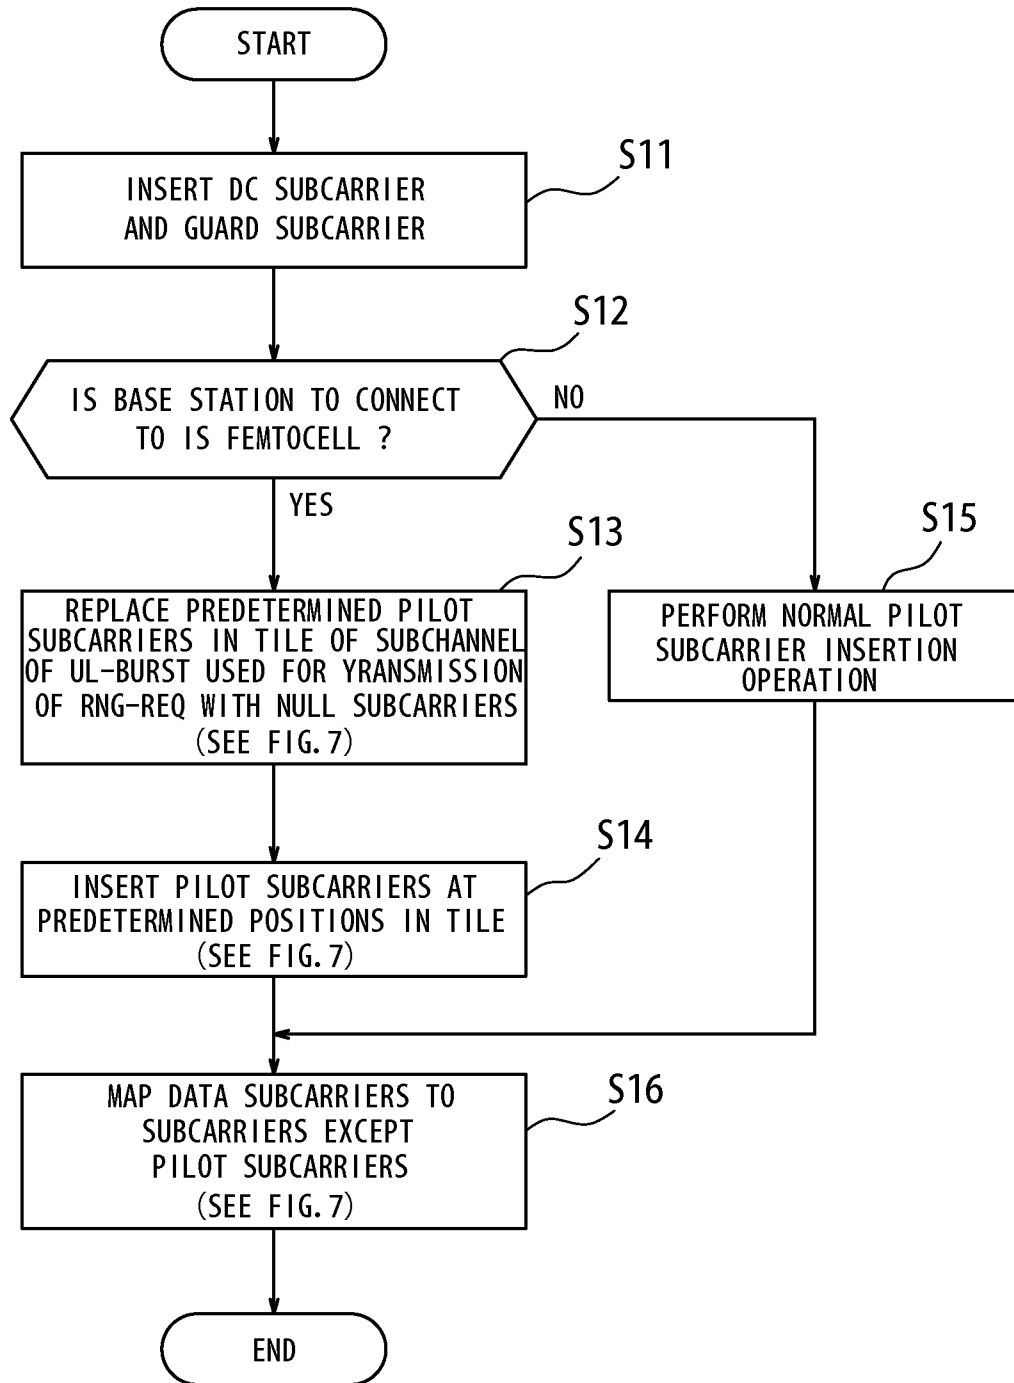 START
S11
INSERT DC SUBCARRIER
AND GUARD SUBCARRIER
S12
IS BASE STATION TO CONNECT
TO IS FEMTOCELL ?
NO
YES
S13
REPLACE PREDETERMINED PILOT
SUBCARRIERS IN TILE OF SUBCHANNEL
OF UL-BURST USED FOR YRANSMISSION
OF RNG-REQ WITH NULL SUBCARRIERS
(SEE FIG.7)
S15
PERFORM NORMAL PILOT
SUBCARRIER INSERTION
OPERATION
S14
INSERT PILOT SUBCARRIERS AT
PREDETERMINED POSITIONS IN TILE
(SEE FIG.7)
S16
MAP DATA SUBCARRIERS TO
SUBCARRIERS EXCEPT
PILOT SUBCARRIERS
(SEE FIG.7)
END